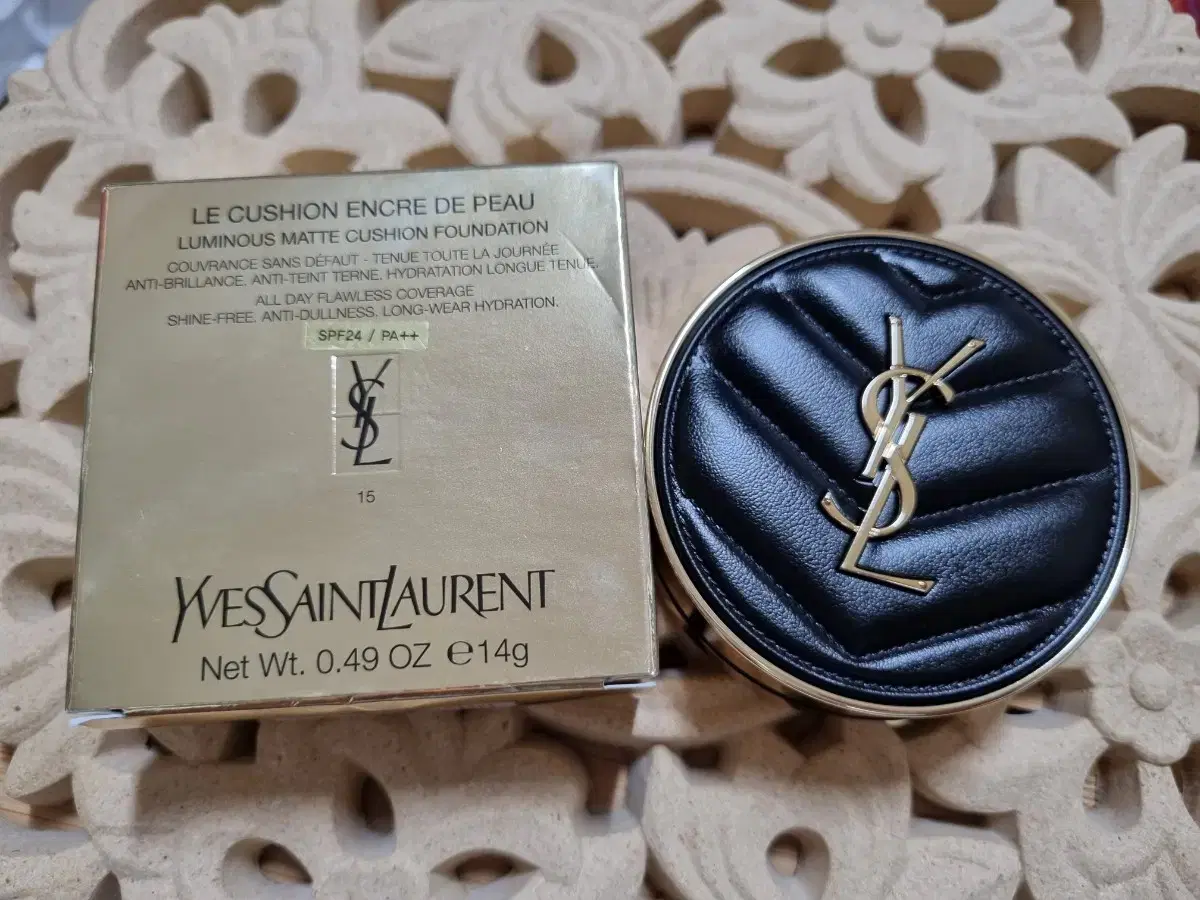 LE CUSHION ENCRE DE PEAU
LUMINOUS MATTE CUSHION FOUNDATION
COUVRANCE SANS DÉFAUT - TENUE TOUTE LA JOURNÉE
ANTI-BRILLANCE, ANTI-TEINT TERNE, HYDRATATION LONGUE TENUE.
ALL DAY FLAWLESS COVERAGE
SHINE-FREE, ANTI-DULLNESS, LONG-WEAR HYDRATION.
SPF24 / PA++
YSL
15
YVESSAINTLAURENT
Net Wt. 0.49 OZ ℮14g
YSL